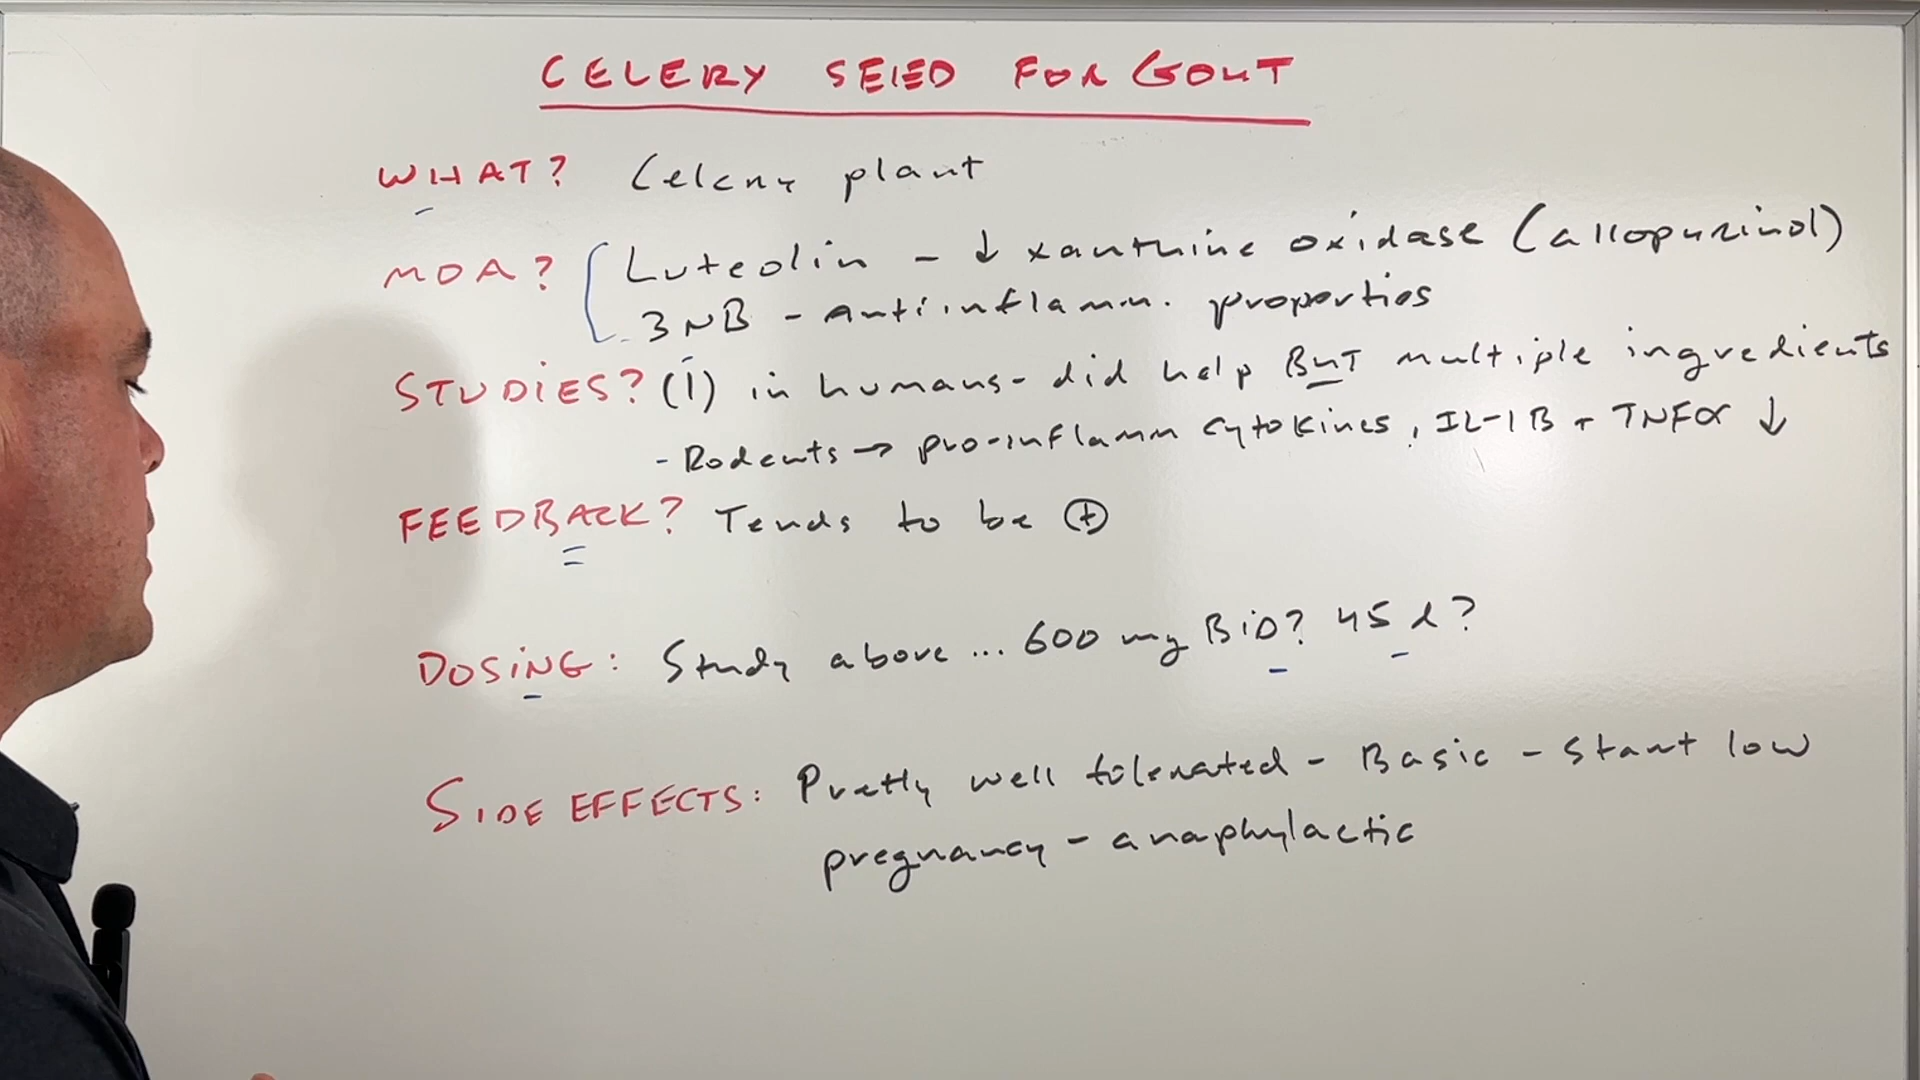 CELERY SEED FOR GOUT
WHAT? Celery plant
MOA? Luteolin - ↓ xanthine oxidase (allopurinol)
3NB - Antiinflamm. properties
STUDIES? (1) in humans - did help BUT multiple ingredients
- Rodents → pro-inflamm cytokines, IL-1B + TNFα ↓
FEEDBACK? Tends to be ⊕
DOSING: Study above ... 600 mg BiD? 45 d?
SIDE EFFECTS: Pretty well tolerated - Basic - start low
pregnancy - anaphylactic